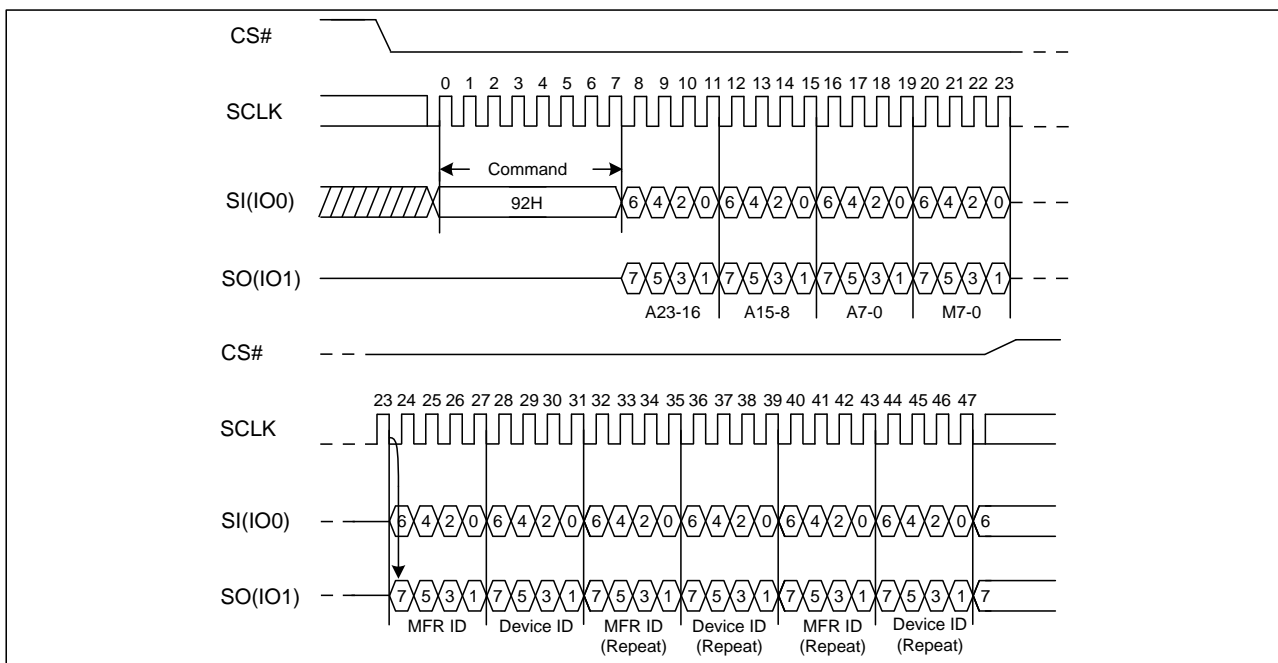 CS#
0 1 2 3 4 5 6 7 8 9 10 11 12 13 14 15 16 17 18 19 20 21 22 23
SCLK
Command
SI(IO0)
92H
6 4 2 0 6 4 2 0 6 4 2 0 6 4 2 0
SO(IO1)
7 5 3 1 7 5 3 1 7 5 3 1 7 5 3 1
A23-16 A15-8 A7-0 M7-0
CS#
23 24 25 26 27 28 29 30 31 32 33 34 35 36 37 38 39 40 41 42 43 44 45 46 47
SCLK
SI(IO0)
6 4 2 0 6 4 2 0 6 4 2 0 6 4 2 0 6 4 2 0 6 4 2 0 6
SO(IO1)
7 5 3 1 7 5 3 1 7 5 3 1 7 5 3 1 7 5 3 1 7 5 3 1 7
MFR ID Device ID MFR ID Device ID MFR ID Device ID
(Repeat) (Repeat) (Repeat) (Repeat)